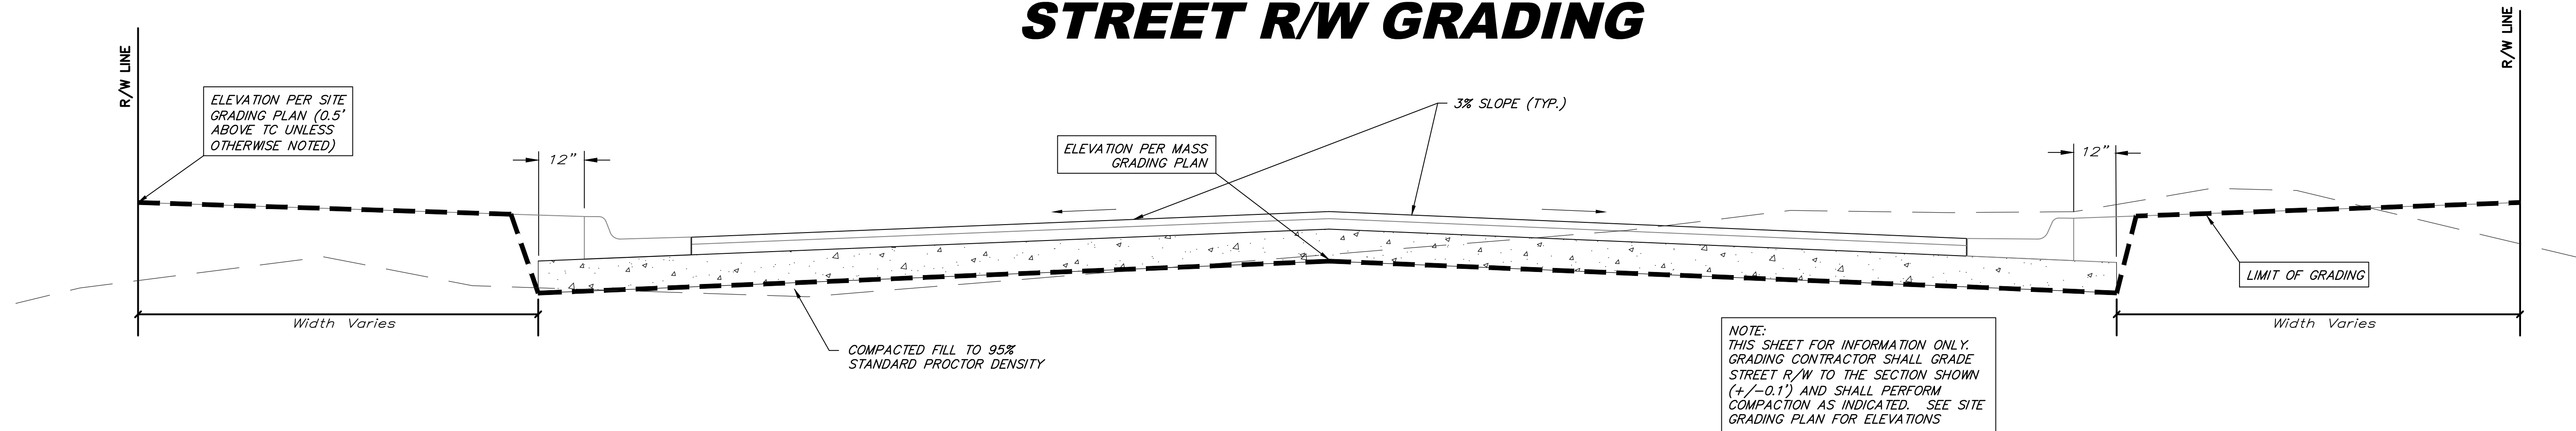 STREET R/W GRADING
R/W LINE
R/W LINE
ELEVATION PER SITE
GRADING PLAN (0.5'
ABOVE TC UNLESS
OTHERWISE NOTED)
12"
ELEVATION PER MASS
GRADING PLAN
3% SLOPE (TYP.)
12"
LIMIT OF GRADING
Width Varies
Width Varies
COMPACTED FILL TO 95%
STANDARD PROCTOR DENSITY
NOTE:
THIS SHEET FOR INFORMATION ONLY.
GRADING CONTRACTOR SHALL GRADE
STREET R/W TO THE SECTION SHOWN
(+/-0.1') AND SHALL PERFORM
COMPACTION AS INDICATED. SEE SITE
GRADING PLAN FOR ELEVATIONS